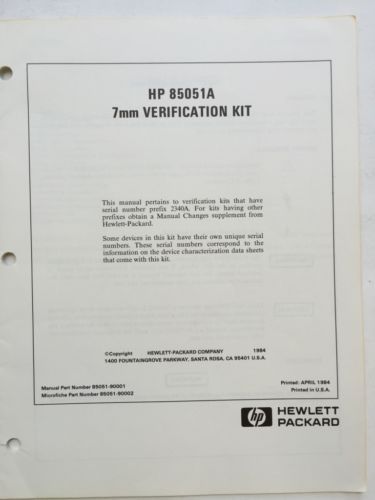 HP 85051A
7mm VERIFICATION KIT
This manual pertains to verification kits that have
serial number prefix 2340A. For kits having other
prefixes obtain a Manual Changes supplement from
Hewlett-Packard.
Some devices in this kit have their own unique serial
numbers. These serial numbers correspond to the
information on the device characterization data sheets
that come with this kit.
©Copyright HEWLETT-PACKARD COMPANY 1984
1400 FOUNTAINGROVE PARKWAY, SANTA ROSA, CA 95401 U.S.A.
Manual Part Number 85051-90001
Microfiche Part Number 85051-90002
Printed: APRIL 1984
Printed in U.S.A.
hp HEWLETT
PACKARD